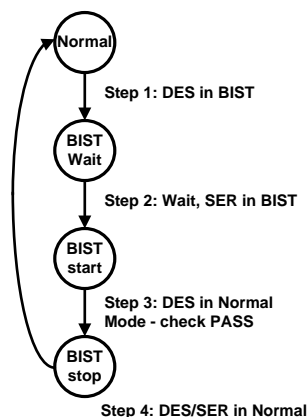 Normal
Step 1: DES in BIST
BIST
Wait
Step 2: Wait, SER in BIST
BIST
start
Step 3: DES in Normal
Mode - check PASS
BIST
stop
Step 4: DES/SER in Normal